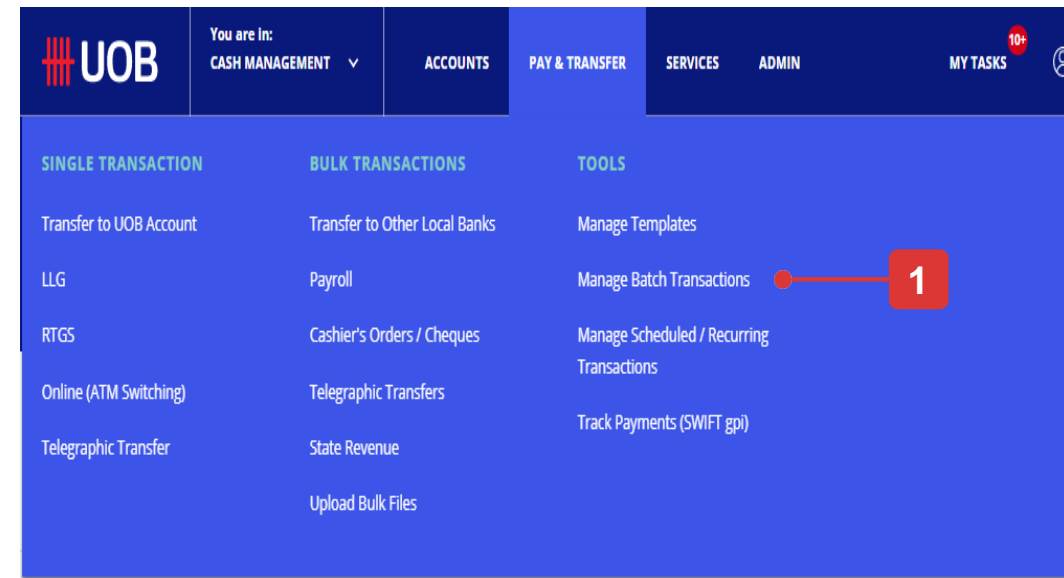 UOB
You are in:
CASH MANAGEMENT
ACCOUNTS
PAY & TRANSFER
SERVICES
ADMIN
MY TASKS
10+
SINGLE TRANSACTION
Transfer to UOB Account
LLG
RTGS
Online (ATM Switching)
Telegraphic Transfer
BULK TRANSACTIONS
Transfer to Other Local Banks
Payroll
Cashier's Orders / Cheques
Telegraphic Transfers
State Revenue
Upload Bulk Files
TOOLS
Manage Templates
Manage Batch Transactions
1
Manage Scheduled / Recurring
Transactions
Track Payments (SWIFT gpi)